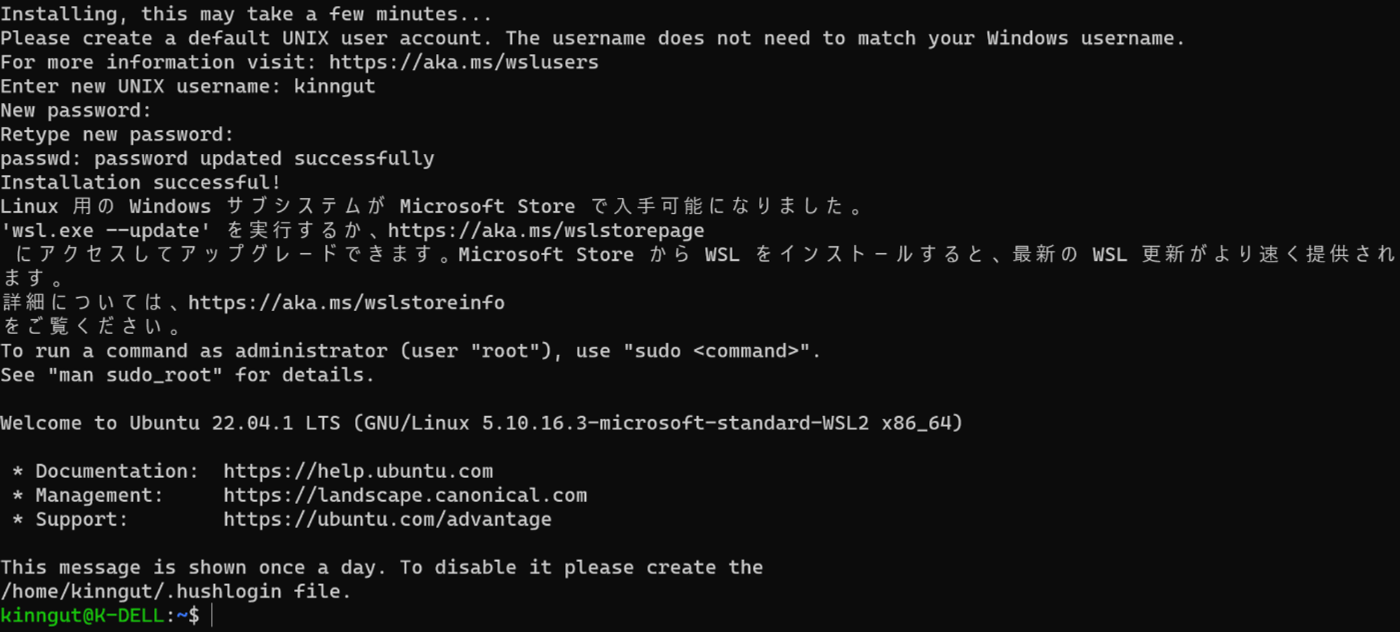 Installing, this may take a few minutes...
Please create a default UNIX user account. The username does not need to match your Windows username.
For more information visit: https://aka.ms/wslusers
Enter new UNIX username: kinngut
New password:
Retype new password:
passwd: password updated successfully
Installation successful!
Linux 用の Windows サブシステムが Microsoft Store で入手可能になりました。
'wsl.exe --update' を実行するか、https://aka.ms/wslstorepage
にアクセスしてアップグレードできます。Microsoft Store から WSL をインストールすると、最新の WSL 更新がより速く提供され
ます。
詳細については、https://aka.ms/wslstoreinfo
をご覧ください。
To run a command as administrator (user "root"), use "sudo <command>".
See "man sudo_root" for details.
Welcome to Ubuntu 22.04.1 LTS (GNU/Linux 5.10.16.3-microsoft-standard-WSL2 x86_64)
* Documentation:  https://help.ubuntu.com
* Management:     https://landscape.canonical.com
* Support:        https://ubuntu.com/advantage
This message is shown once a day. To disable it please create the
/home/kinngut/.hushlogin file.
kinngut@K-DELL:~$